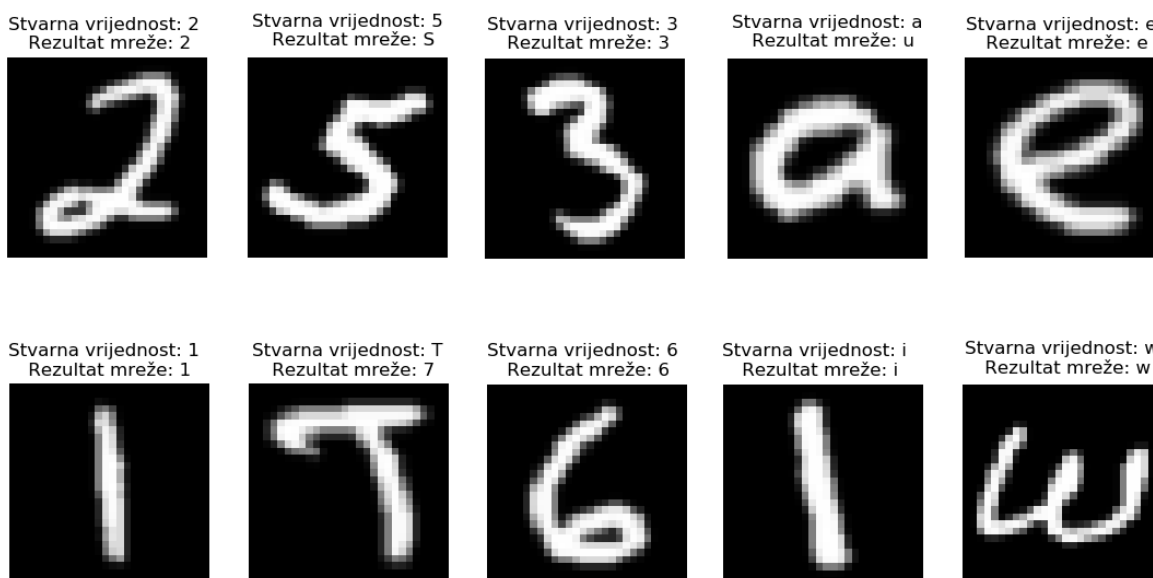 Stvarna vrijednost: 2
Rezultat mreže: 2
Stvarna vrijednost: 5
Rezultat mreže: S
Stvarna vrijednost: 3
Rezultat mreže: 3
Stvarna vrijednost: a
Rezultat mreže: u
Stvarna vrijednost: e
Rezultat mreže: e
2
5
3
a
e
Stvarna vrijednost: 1
Rezultat mreže: 1
Stvarna vrijednost: T
Rezultat mreže: 7
Stvarna vrijednost: 6
Rezultat mreže: 6
Stvarna vrijednost: i
Rezultat mreže: i
Stvarna vrijednost: w
Rezultat mreže: w
1
T
6
i
w